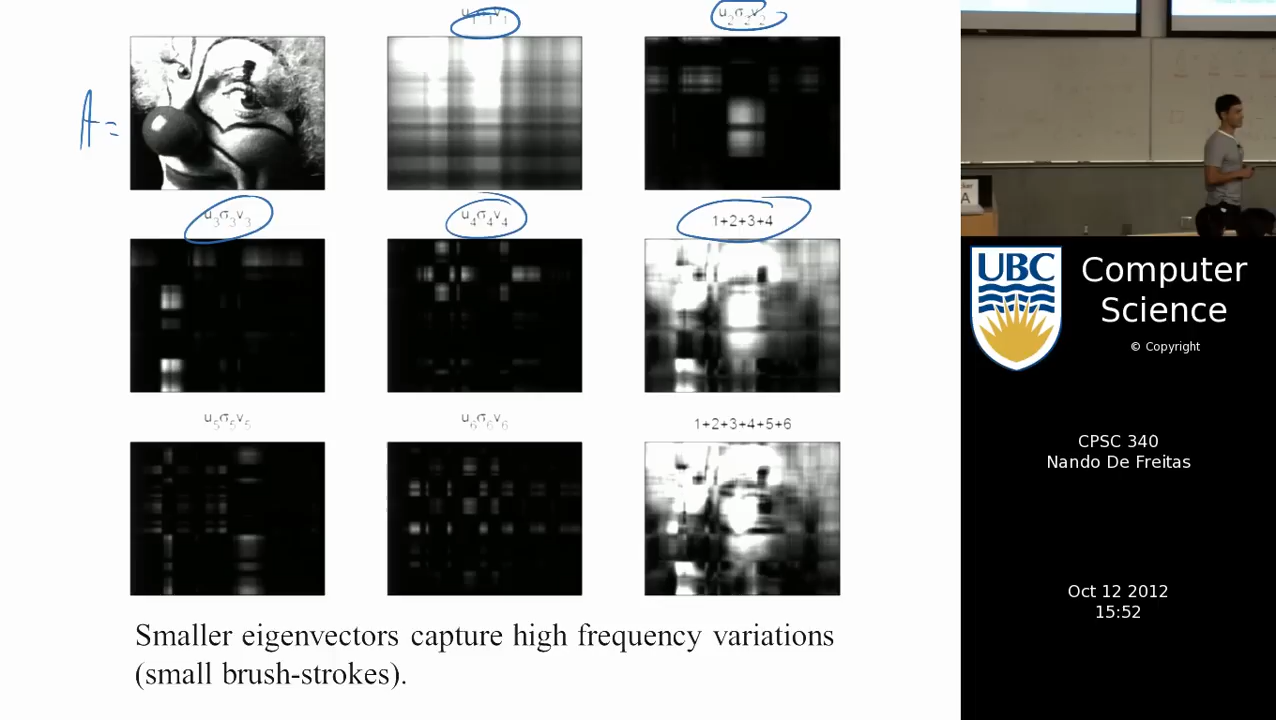 u1σ1v1
u2σ2v2
A=
u3σ3v3
u4σ4v4
1+2+3+4
u5σ5v5
u6σ6v6
1+2+3+4+5+6
Smaller eigenvectors capture high frequency variations
(small brush-strokes).
A
UBC
Computer
Science
© Copyright
CPSC 340
Nando De Freitas
Oct 12 2012
15:52